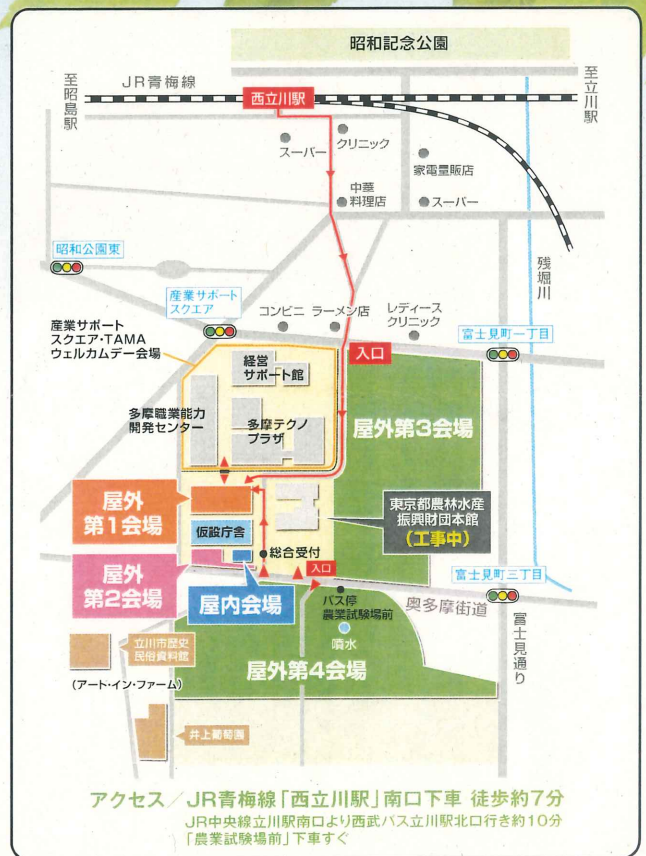 昭和記念公園
至昭島駅
JR青梅線
西立川駅
至立川駅
スーパー
クリニック
家電量販店
中華
料理店
スーパー
残堀川
昭和公園東
産業サポート
スクエア
コンビニ
ラーメン店
レディース
クリニック
富士見町一丁目
産業サポート
スクエア・TAMA
ウェルカムデー会場
入口
経営
サポート館
多摩職業能力
開発センター
多摩テクノ
プラザ
屋外第3会場
屋外
第1会場
仮設庁舎
東京都農林水産
振興財団本館
(工事中)
総合受付
屋外
第2会場
屋内会場
入口
富士見町三丁目
バス停
農業試験場前
奥多摩街道
噴水
富士見通り
立川市歴史
民俗資料館
(アート・イン・ファーム)
屋外第4会場
井上葡萄園
アクセス/JR青梅線「西立川駅」南口下車 徒歩約7分
JR中央線立川駅南口より西武バス立川駅北口行き約10分
「農業試験場前」下車すぐ